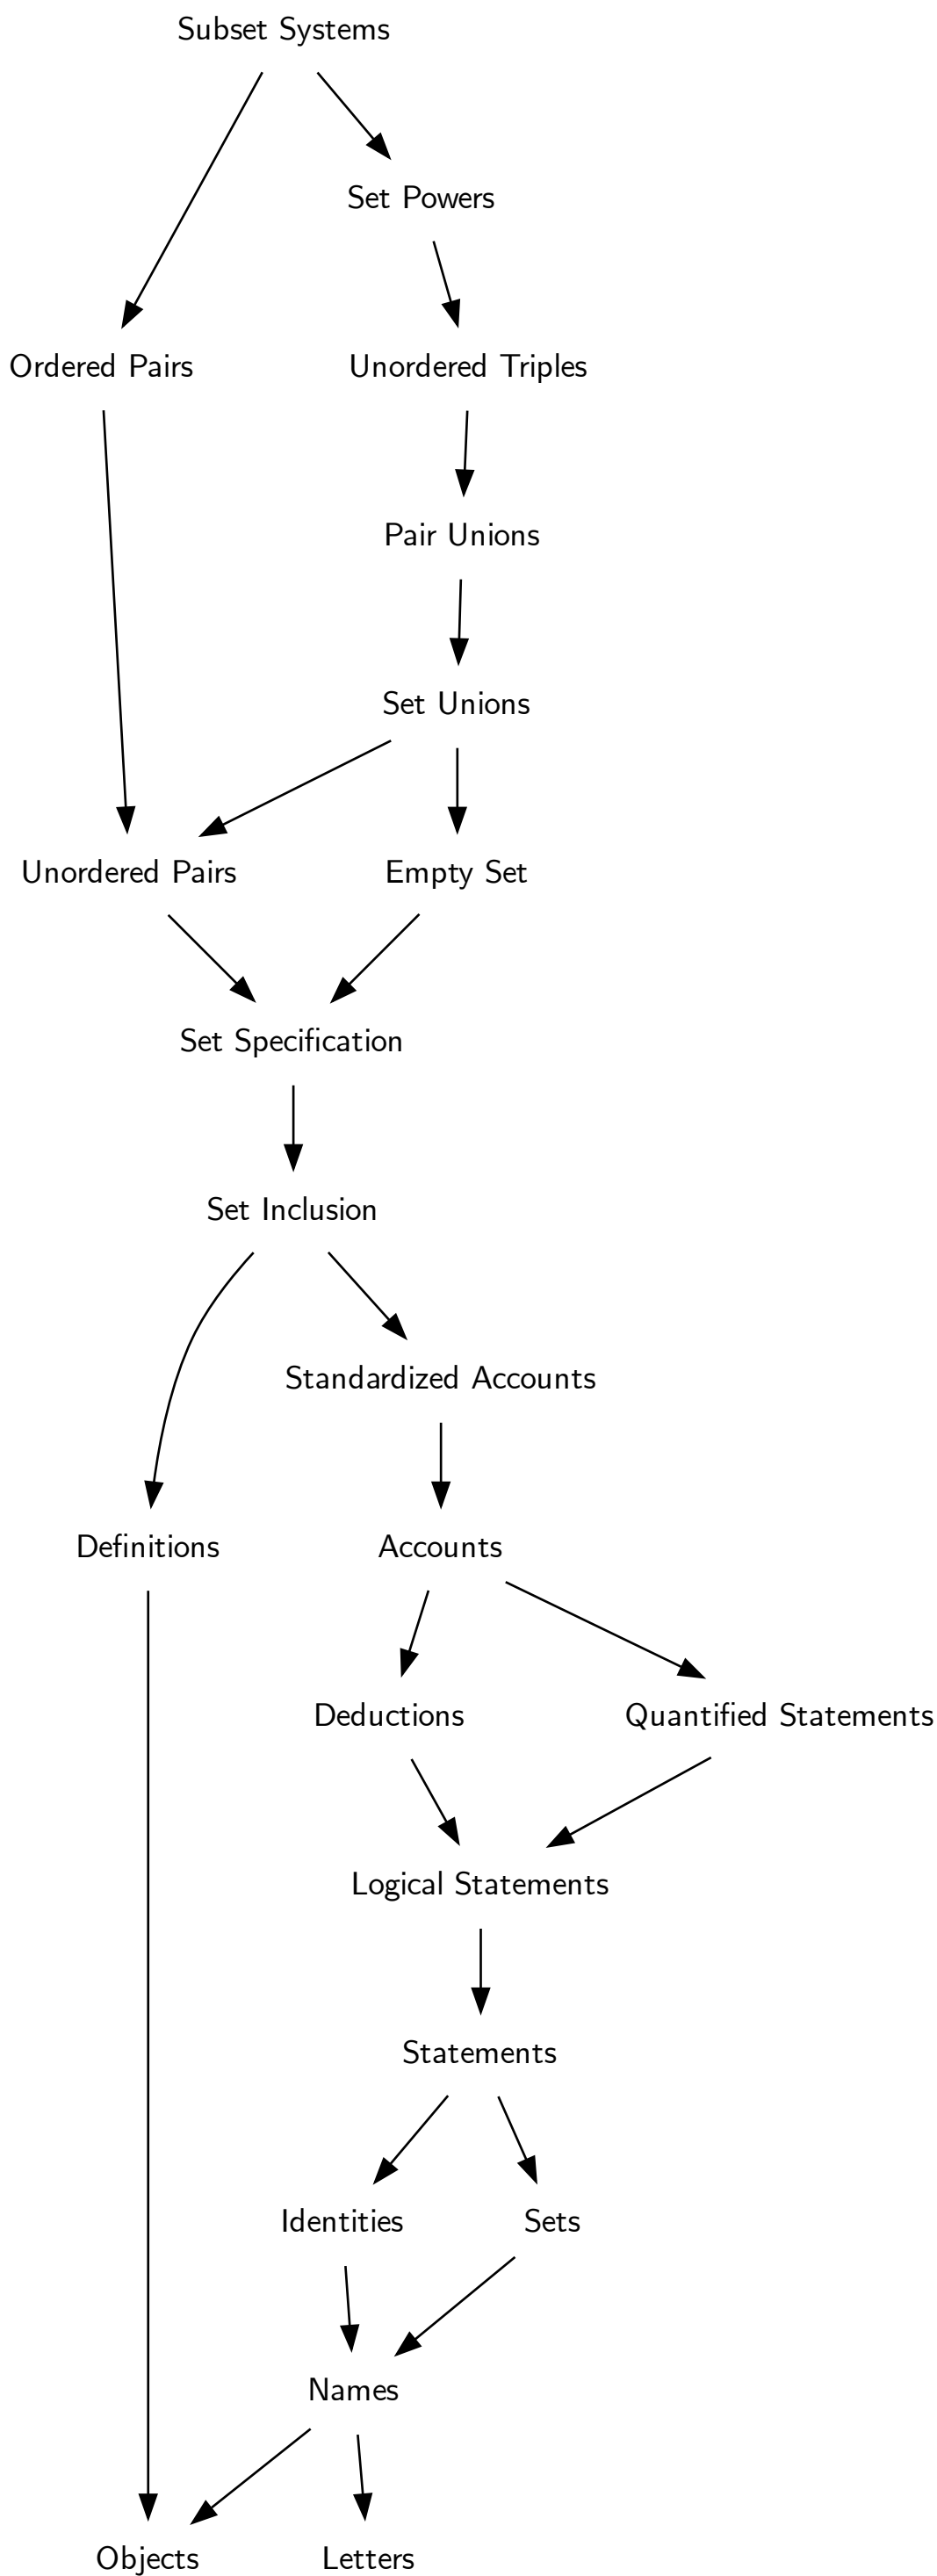 Subset Systems
Set Powers
Ordered Pairs
Unordered Triples
Pair Unions
Set Unions
Unordered Pairs
Empty Set
Set Specification
Set Inclusion
Standardized Accounts
Definitions
Accounts
Deductions
Quantified Statements
Logical Statements
Statements
Identities
Sets
Names
Objects
Letters